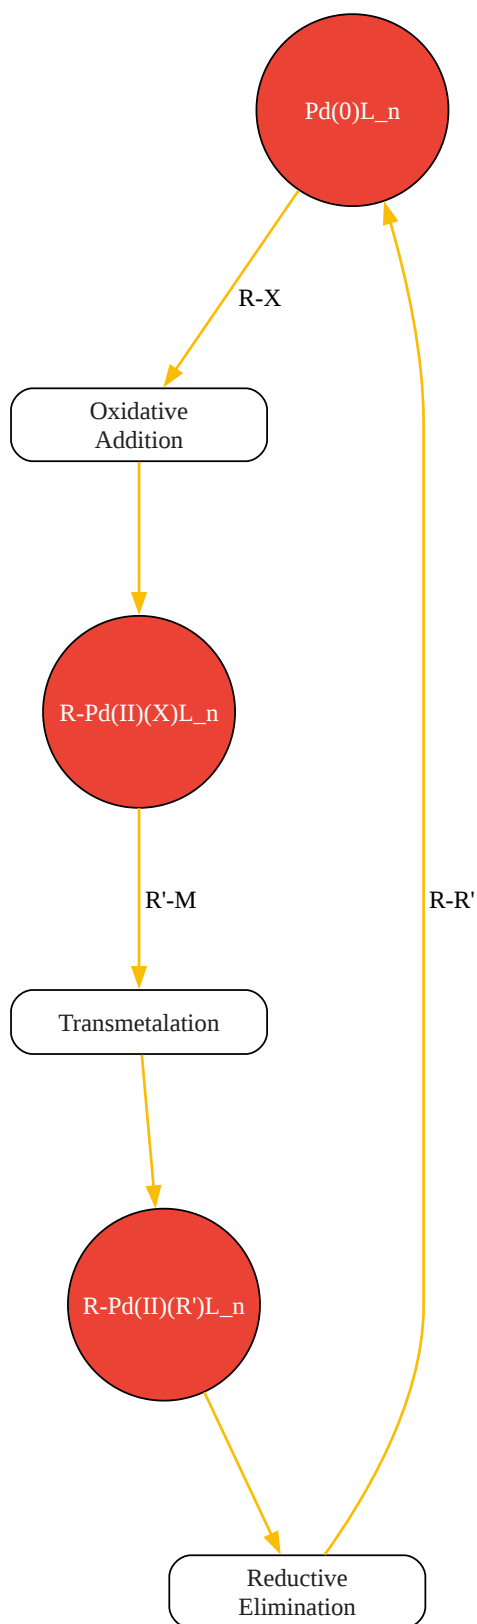 Pd(0)L_n
R-X
Oxidative
Addition
R-Pd(II)(X)L_n
R'-M
R-R'
Transmetalation
R-Pd(II)(R')L_n
Reductive
Elimination